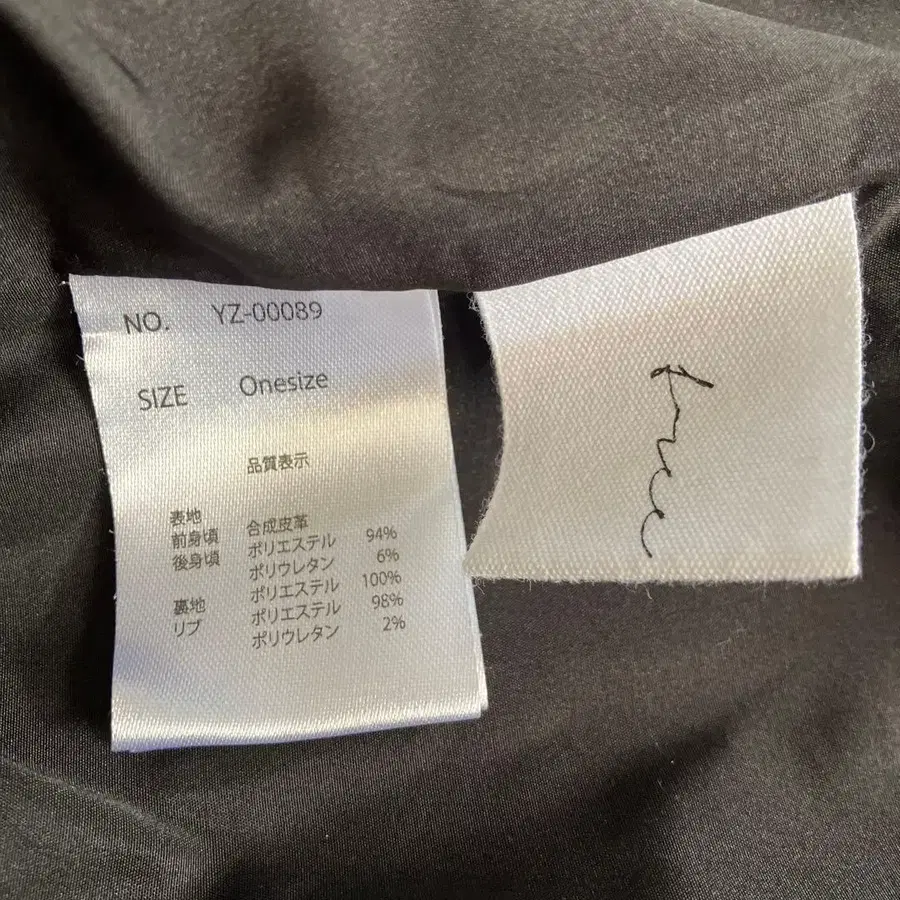 NO. YZ-00089
SIZE Onesize
品質表示
表地
前身頃 合成皮革
後身頃 ポリエステル 94%
ポリウレタン 6%
裏地 ポリエステル 100%
リブ ポリエステル 98%
ポリウレタン 2%